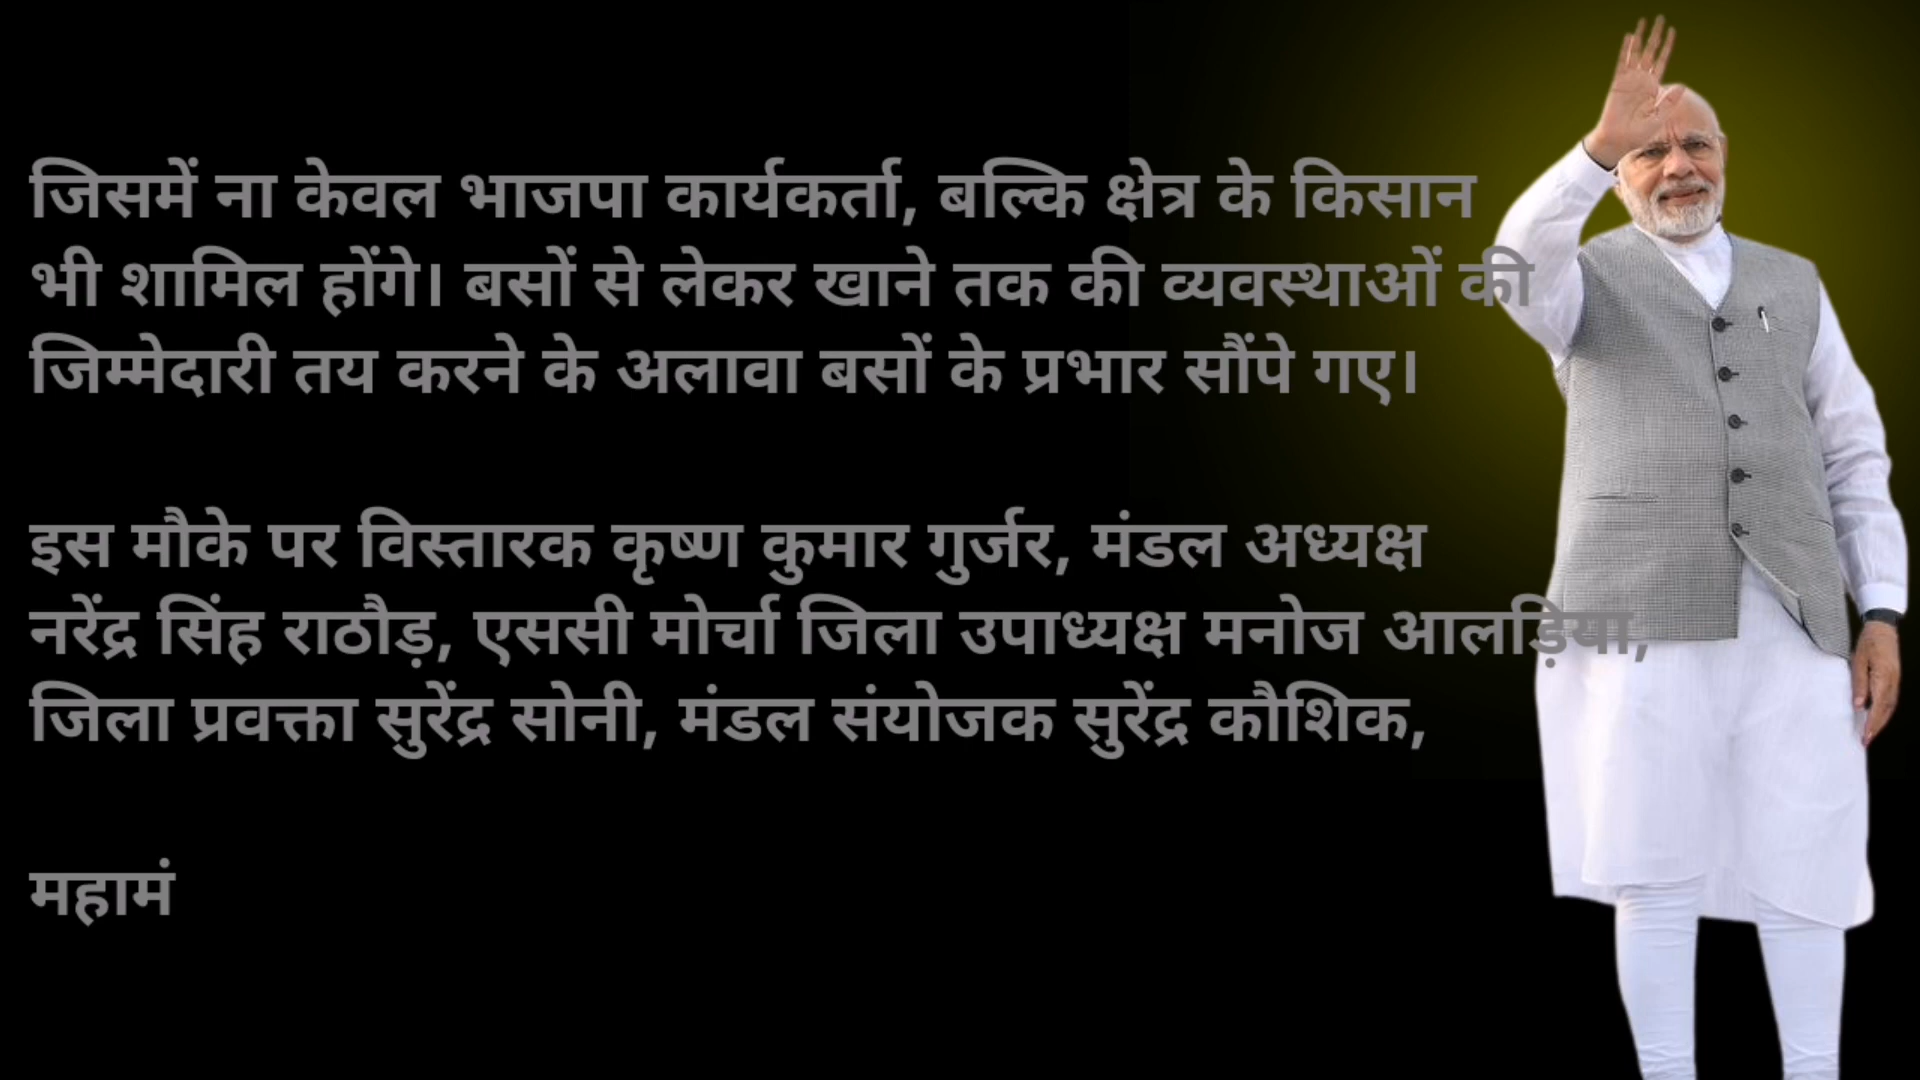 जिसमें ना केवल भाजपा कार्यकर्ता, बल्कि क्षेत्र के किसान
भी शामिल होंगे। बसों से लेकर खाने तक की व्यवस्थाओं की
जिम्मेदारी तय करने के अलावा बसों के प्रभार सौंपे गए।
इस मौके पर विस्तारक कृष्ण कुमार गुर्जर, मंडल अध्यक्ष
नरेंद्र सिंह राठौड़, एससी मोर्चा जिला उपाध्यक्ष मनोज आलड़िया,
जिला प्रवक्ता सुरेंद्र सोनी, मंडल संयोजक सुरेंद्र कौशिक,
महामं